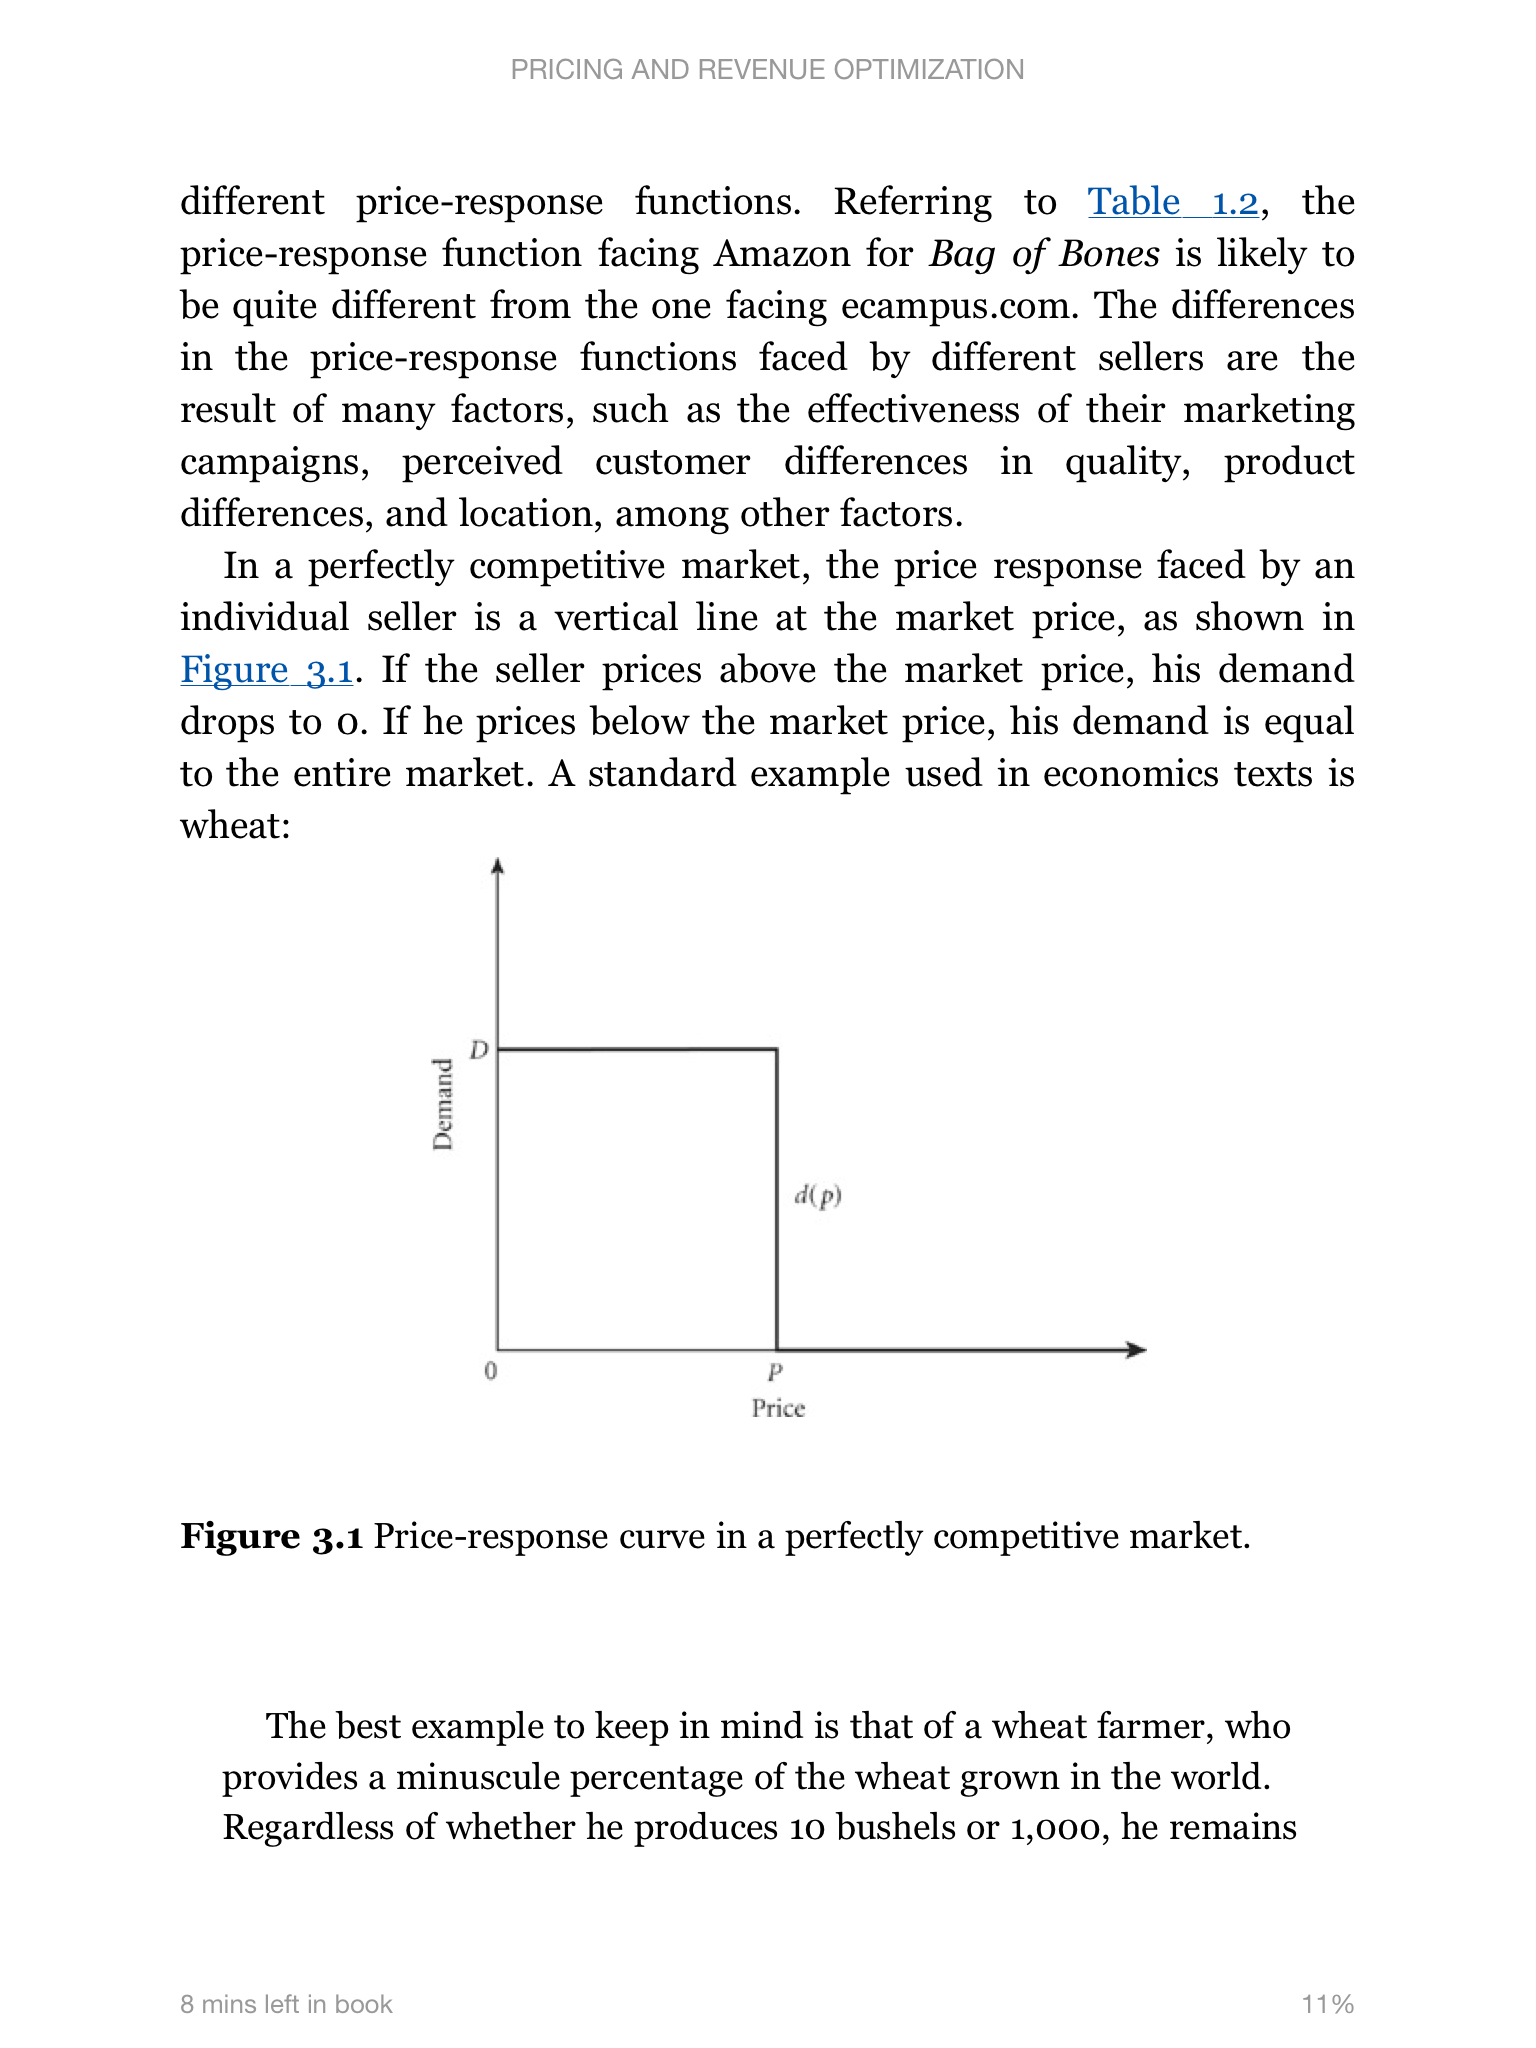 PRICING AND REVENUE OPTIMIZATION
different price-response functions. Referring to Table 1.2, the
price-response function facing Amazon for Bag of Bones is likely to
be quite different from the one facing ecampus.com. The differences
in the price-response functions faced by different sellers are the
result of many factors, such as the effectiveness of their marketing
campaigns, perceived customer differences in quality, product
differences, and location, among other factors.
In a perfectly competitive market, the price response faced by an
individual seller is a vertical line at the market price, as shown in
Figure 3.1. If the seller prices above the market price, his demand
drops to 0. If he prices below the market price, his demand is equal
to the entire market. A standard example used in economics texts is
wheat:
D
Demand
d(p)
0
P
Price
Figure 3.1 Price-response curve in a perfectly competitive market.
The best example to keep in mind is that of a wheat farmer, who
provides a minuscule percentage of the wheat grown in the world.
Regardless of whether he produces 10 bushels or 1,000, he remains
8 mins left in book
11%